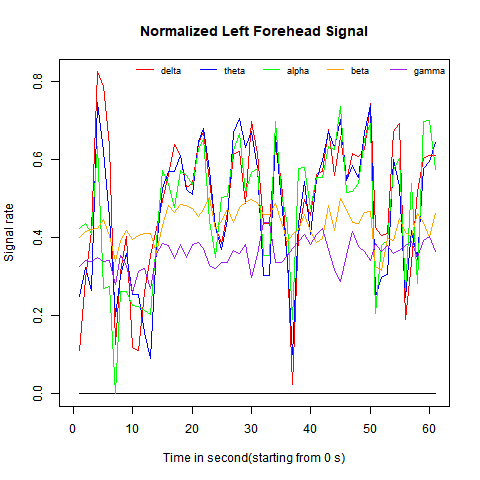 Normalized Left Forehead Signal
delta theta alpha beta gamma
Signal rate
0.8
0.6
0.4
0.2
0.0
0 10 20 30 40 50 60
Time in second(starting from 0 s)